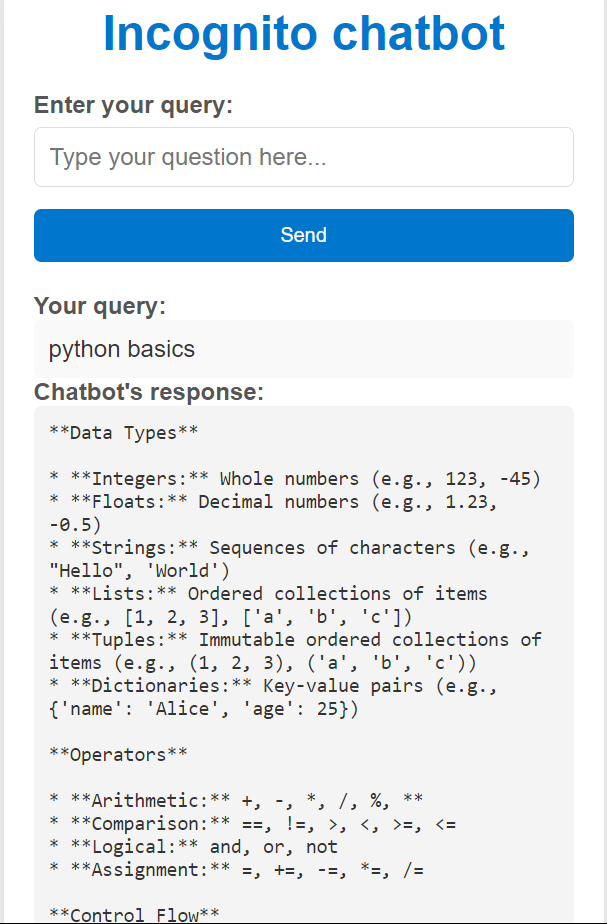 Incognito chatbot
Enter your query:
Type your question here...
Send
Your query:
python basics
Chatbot's response:
**Data Types**
* **Integers:** Whole numbers (e.g., 123, -45)
* **Floats:** Decimal numbers (e.g., 1.23,
-0.5)
* **Strings:** Sequences of characters (e.g.,
"Hello", 'World')
* **Lists:** Ordered collections of items
(e.g., [1, 2, 3], ['a', 'b', 'c'])
* **Tuples:** Immutable ordered collections of
items (e.g., (1, 2, 3), ('a', 'b', 'c'))
* **Dictionaries:** Key-value pairs (e.g.,
{'name': 'Alice', 'age': 25})
**Operators**
* **Arithmetic:** +, -, *, /, %, **
* **Comparison:** ==, !=, >, <, >=, <=
* **Logical:** and, or, not
* **Assignment:** =, +=, -=, *=, /=
**Control Flow**